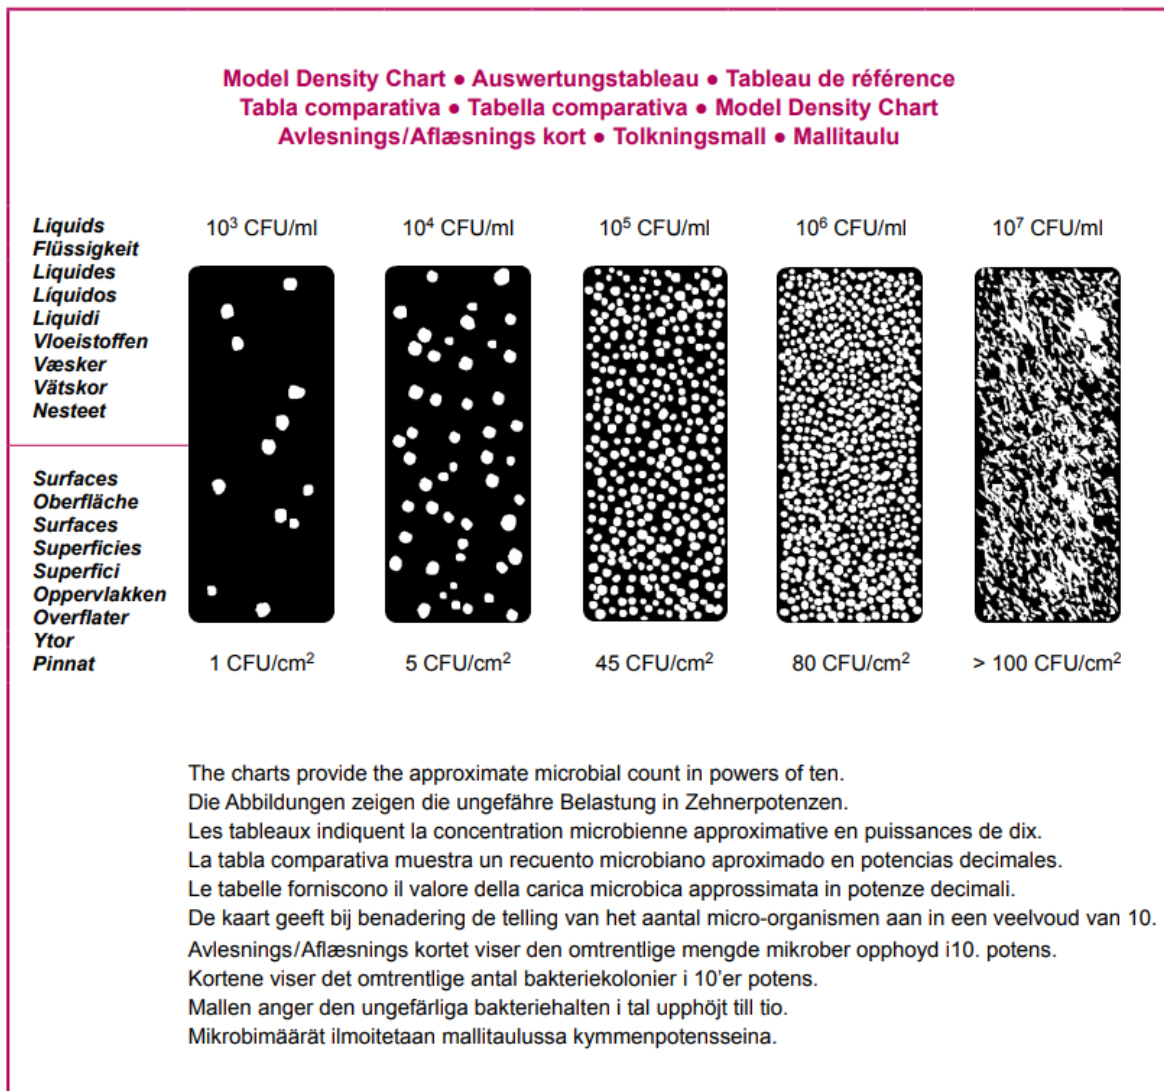 Model Density Chart ● Auswertungstableau ● Tableau de référence
Tabla comparativa ● Tabella comparativa ● Model Density Chart
Avlesnings/Aflæsnings kort ● Tolkningsmall ● Mallitaulu
Liquids
Flüssigkeit
Liquides
Líquidos
Liquidi
Vloeistoffen
Væsker
Vätskor
Nesteet
10³ CFU/ml 10⁴ CFU/ml 10⁵ CFU/ml 10⁶ CFU/ml 10⁷ CFU/ml
Surfaces
Oberfläche
Surfaces
Superficies
Superfici
Oppervlakken
Overflater
Ytor
Pinnat
1 CFU/cm² 5 CFU/cm² 45 CFU/cm² 80 CFU/cm² > 100 CFU/cm²
The charts provide the approximate microbial count in powers of ten.
Die Abbildungen zeigen die ungefähre Belastung in Zehnerpotenzen.
Les tableaux indiquent la concentration microbienne approximative en puissances de dix.
La tabla comparativa muestra un recuento microbiano aproximado en potencias decimales.
Le tabelle forniscono il valore della carica microbica approssimata in potenze decimali.
De kaart geeft bij benadering de telling van het aantal micro-organismen aan in een veelvoud van 10.
Avlesnings/Aflæsnings kortet viser den omtrentlige mengde mikrober opphoyd i10. potens.
Kortene viser det omtrentlige antal bakteriekolonier i 10’er potens.
Mallen anger den ungefärliga bakteriehalten i tal upphöjt till tio.
Mikrobimäärät ilmoitetaan mallitaulussa kymmenpotensseina.